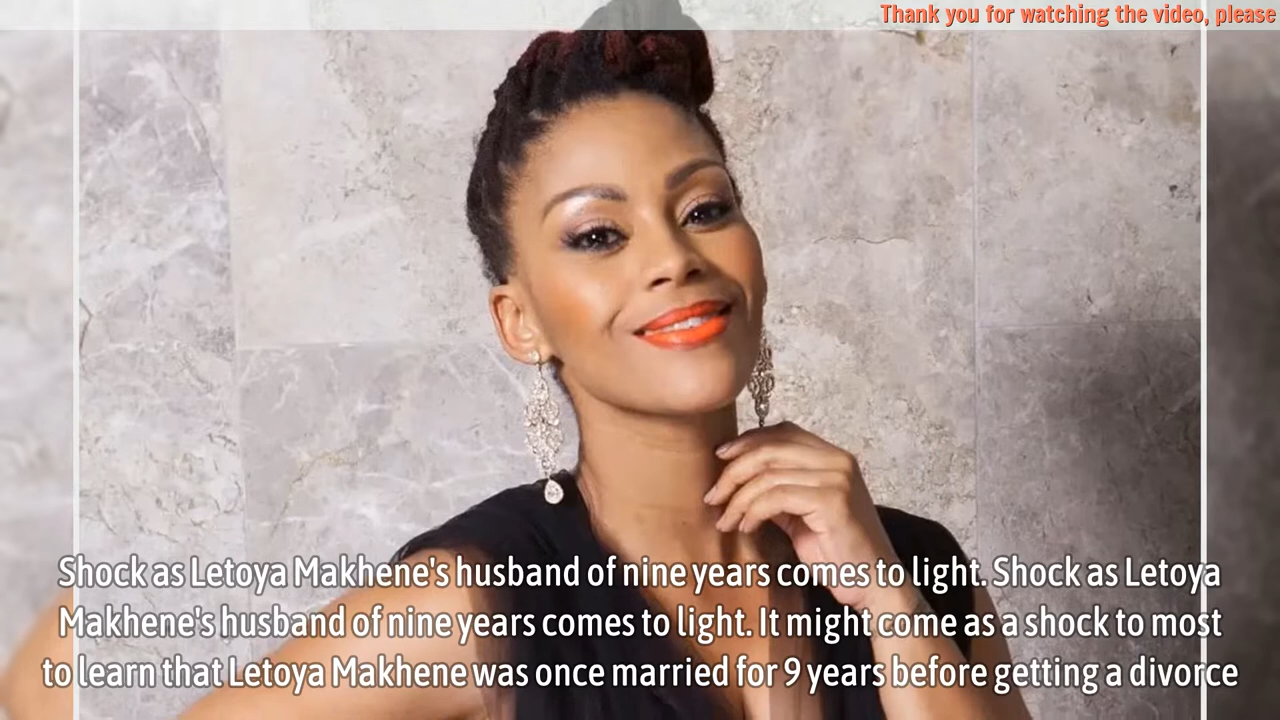 Thank you for watching the video, please
Shock as Letoya Makhene's husband of nine years comes to light. Shock as Letoya
Makhene's husband of nine years comes to light. It might come as a shock to most
to learn that Letoya Makhene was once married for 9 years before getting a divorce